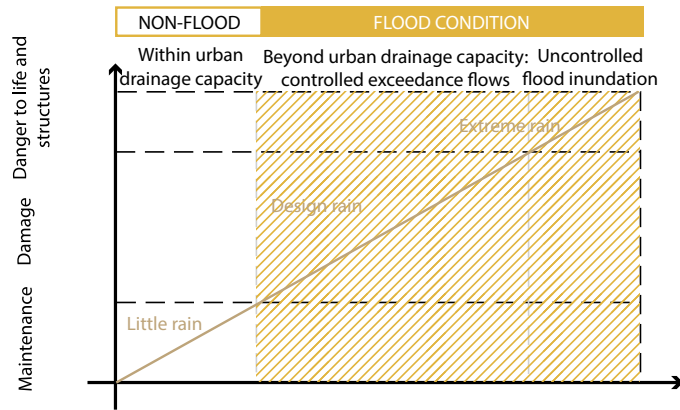 NON-FLOOD
FLOOD CONDITION
Within urban
drainage capacity
Beyond urban drainage capacity:
controlled exceedance flows
Uncontrolled
flood inundation
Danger to life and
structures
Damage
Maintenance
Extreme rain
Design rain
Little rain